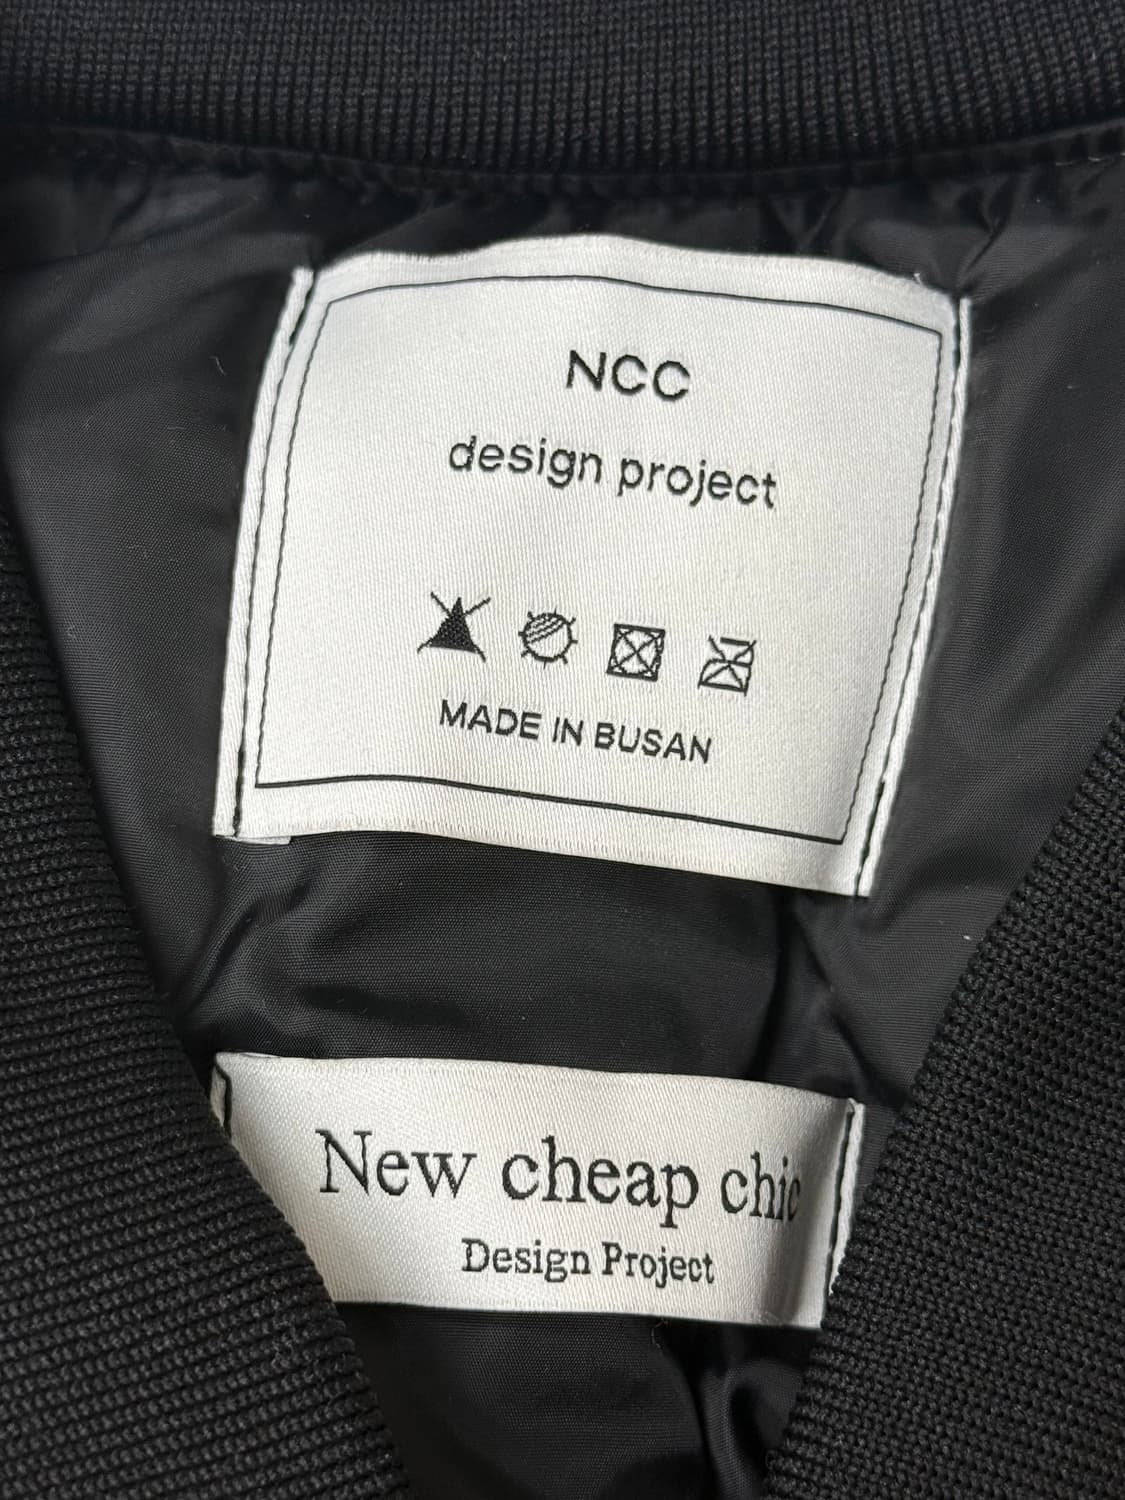 NCC
design project
MADE IN BUSAN
New cheap chic
Design Project